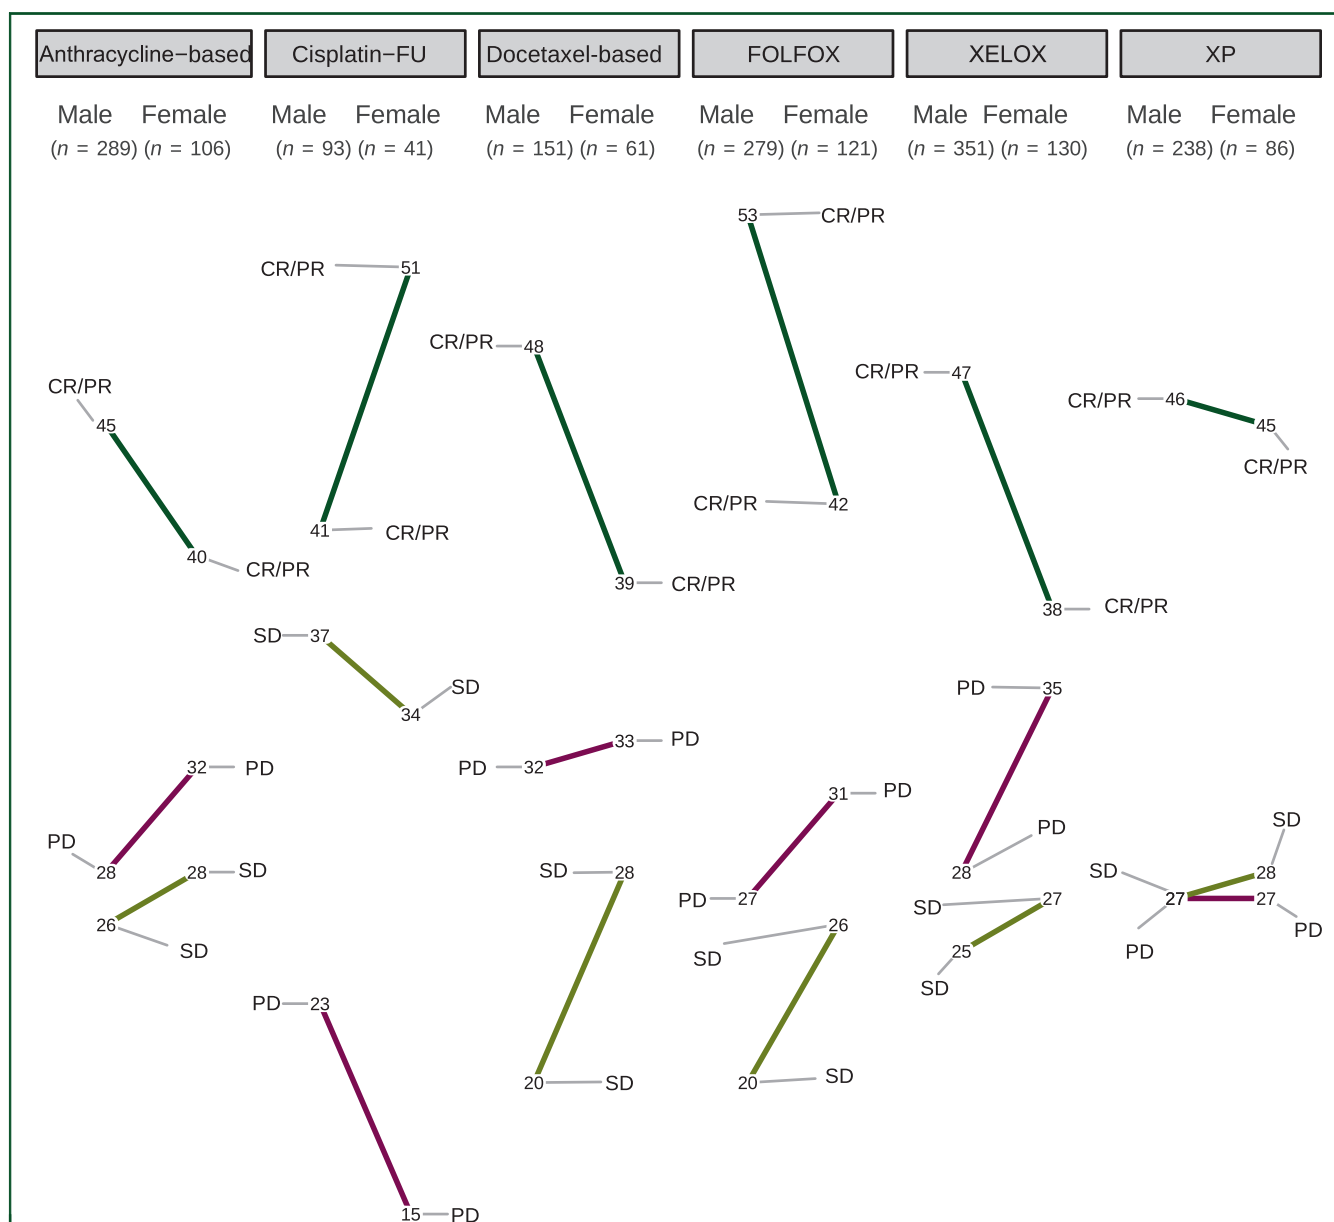 Anthracycline−based Cisplatin−FU Docetaxel-based FOLFOX XELOX XP
Male Female Male Female Male Female Male Female Male Female Male Female
(n = 289) (n = 106) (n = 93) (n = 41) (n = 151) (n = 61) (n = 279) (n = 121) (n = 351) (n = 130) (n = 238) (n = 86)
53 CR/PR
CR/PR 51
CR/PR 48
CR/PR 47
CR/PR
CR/PR 46
45
45
CR/PR
CR/PR 42
41 CR/PR
40 CR/PR
39 CR/PR
38 CR/PR
SD 37
34 SD
PD 35
PD 32
33 PD
32 PD
31 PD
PD
28
28 SD
26
SD
SD 28
PD 27
26
SD
28 PD
SD 27
25
SD
SD
28
SD
27 27
PD
PD
PD 23
20 SD
20 SD
15 PD